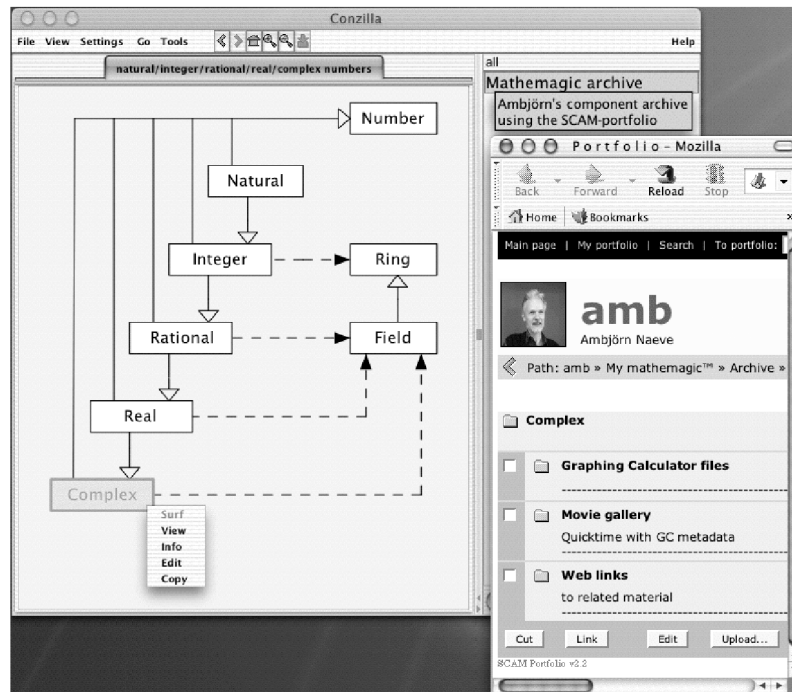 Conzilla
File View Settings Go Tools
Help
natural/integer/rational/real/complex numbers
Number
Natural
Integer
Ring
Rational
Field
Real
Complex
Surf
View
Info
Edit
Copy
all
Mathemagic archive
Ambjörn's component archive
using the SCAM-portfolio
Portfolio - Mozilla
Back Forward Reload Stop
Home Bookmarks »
Main page | My portfolio | Search | To portfolio:
amb
Ambjörn Naeve
Path: amb » My mathemagic™ » Archive »
Complex
Graphing Calculator files
Movie gallery
Quicktime with GC metadata
Web links
to related material
Cut Link Edit Upload...
SCAM Portfolio v2.2